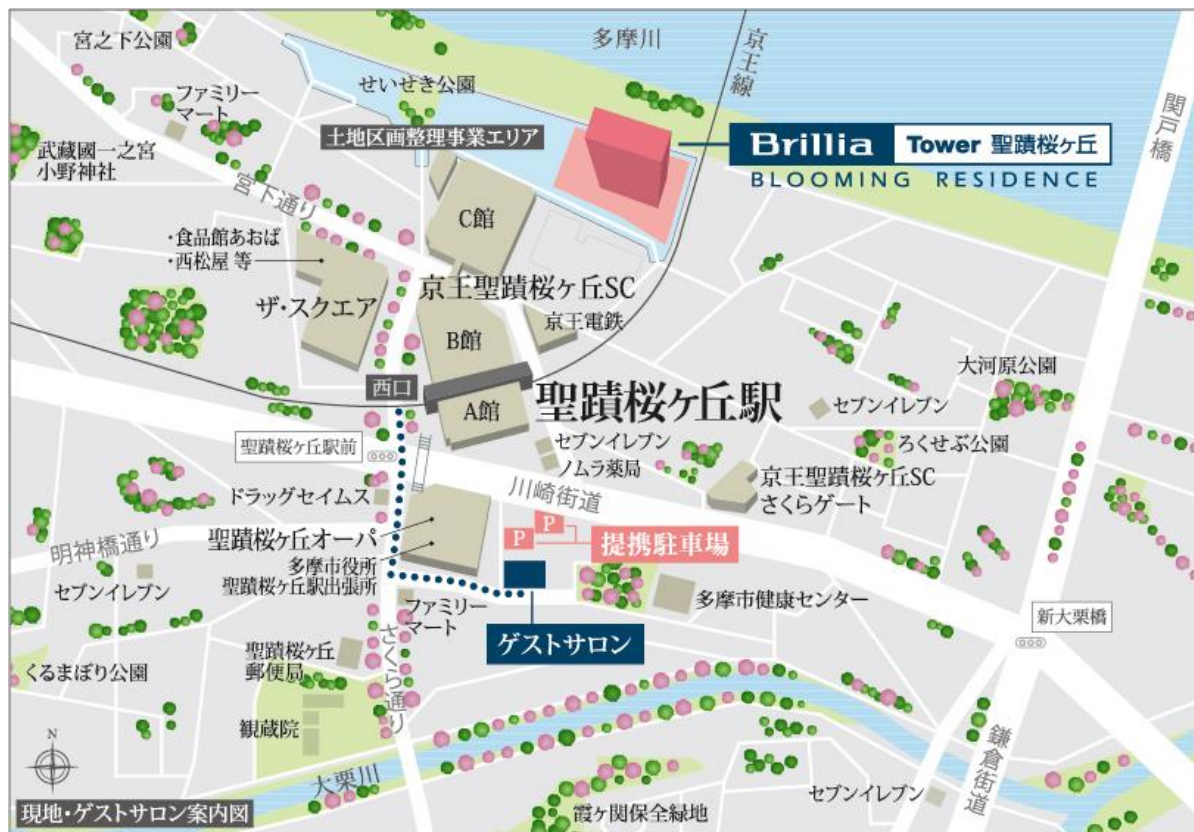 宮之下公園
多摩川
京王線
せいせき公園
ファミリー
マート
関戸橋
土地区画整理事業エリア
Brillia Tower 聖蹟桜ヶ丘
BLOOMING RESIDENCE
武蔵國一之宮
小野神社
宮下通り
C館
・食品館あおば
・西松屋 等
京王聖蹟桜ヶ丘SC
ザ・スクエア
京王電鉄
B館
大河原公園
西口
A館
聖蹟桜ヶ丘駅
セブンイレブン
聖蹟桜ヶ丘駅前
セブンイレブン
ノムラ薬局
ろくせぶ公園
京王聖蹟桜ヶ丘SC
さくらゲート
ドラッグセイムス
川崎街道
明神橋通り
聖蹟桜ヶ丘オーパ
P
P
提携駐車場
多摩市役所
聖蹟桜ヶ丘駅出張所
セブンイレブン
ファミリー
マート
多摩市健康センター
新大栗橋
ゲストサロン
さくら通り
聖蹟桜ヶ丘
郵便局
くるまぼり公園
観蔵院
鎌倉街道
N
大栗川
セブンイレブン
現地・ゲストサロン案内図
霞ヶ関保全緑地